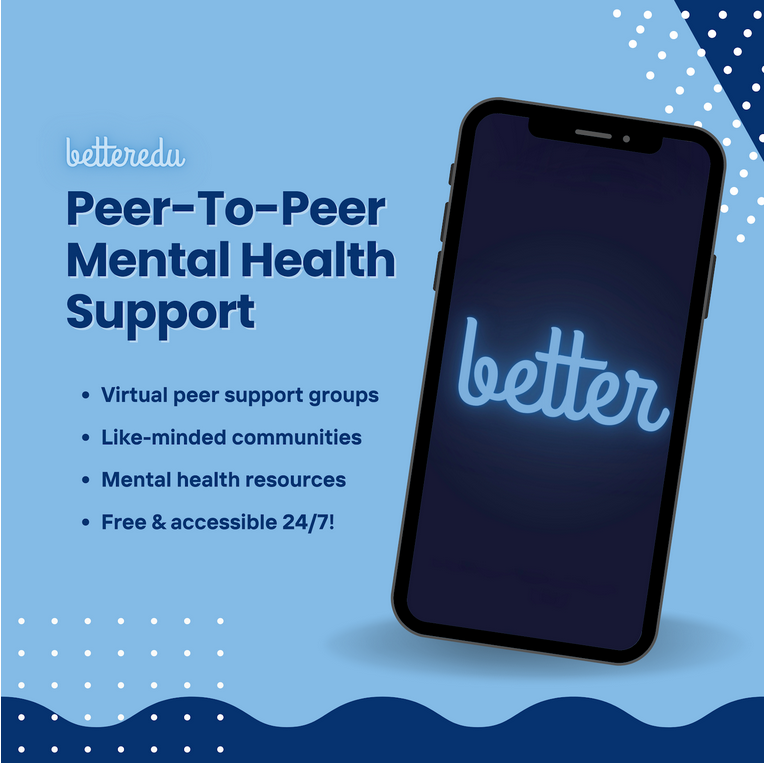 betteredu
Peer-To-Peer
Mental Health
Support
• Virtual peer support groups
• Like-minded communities
• Mental health resources
• Free & accessible 24/7!
better